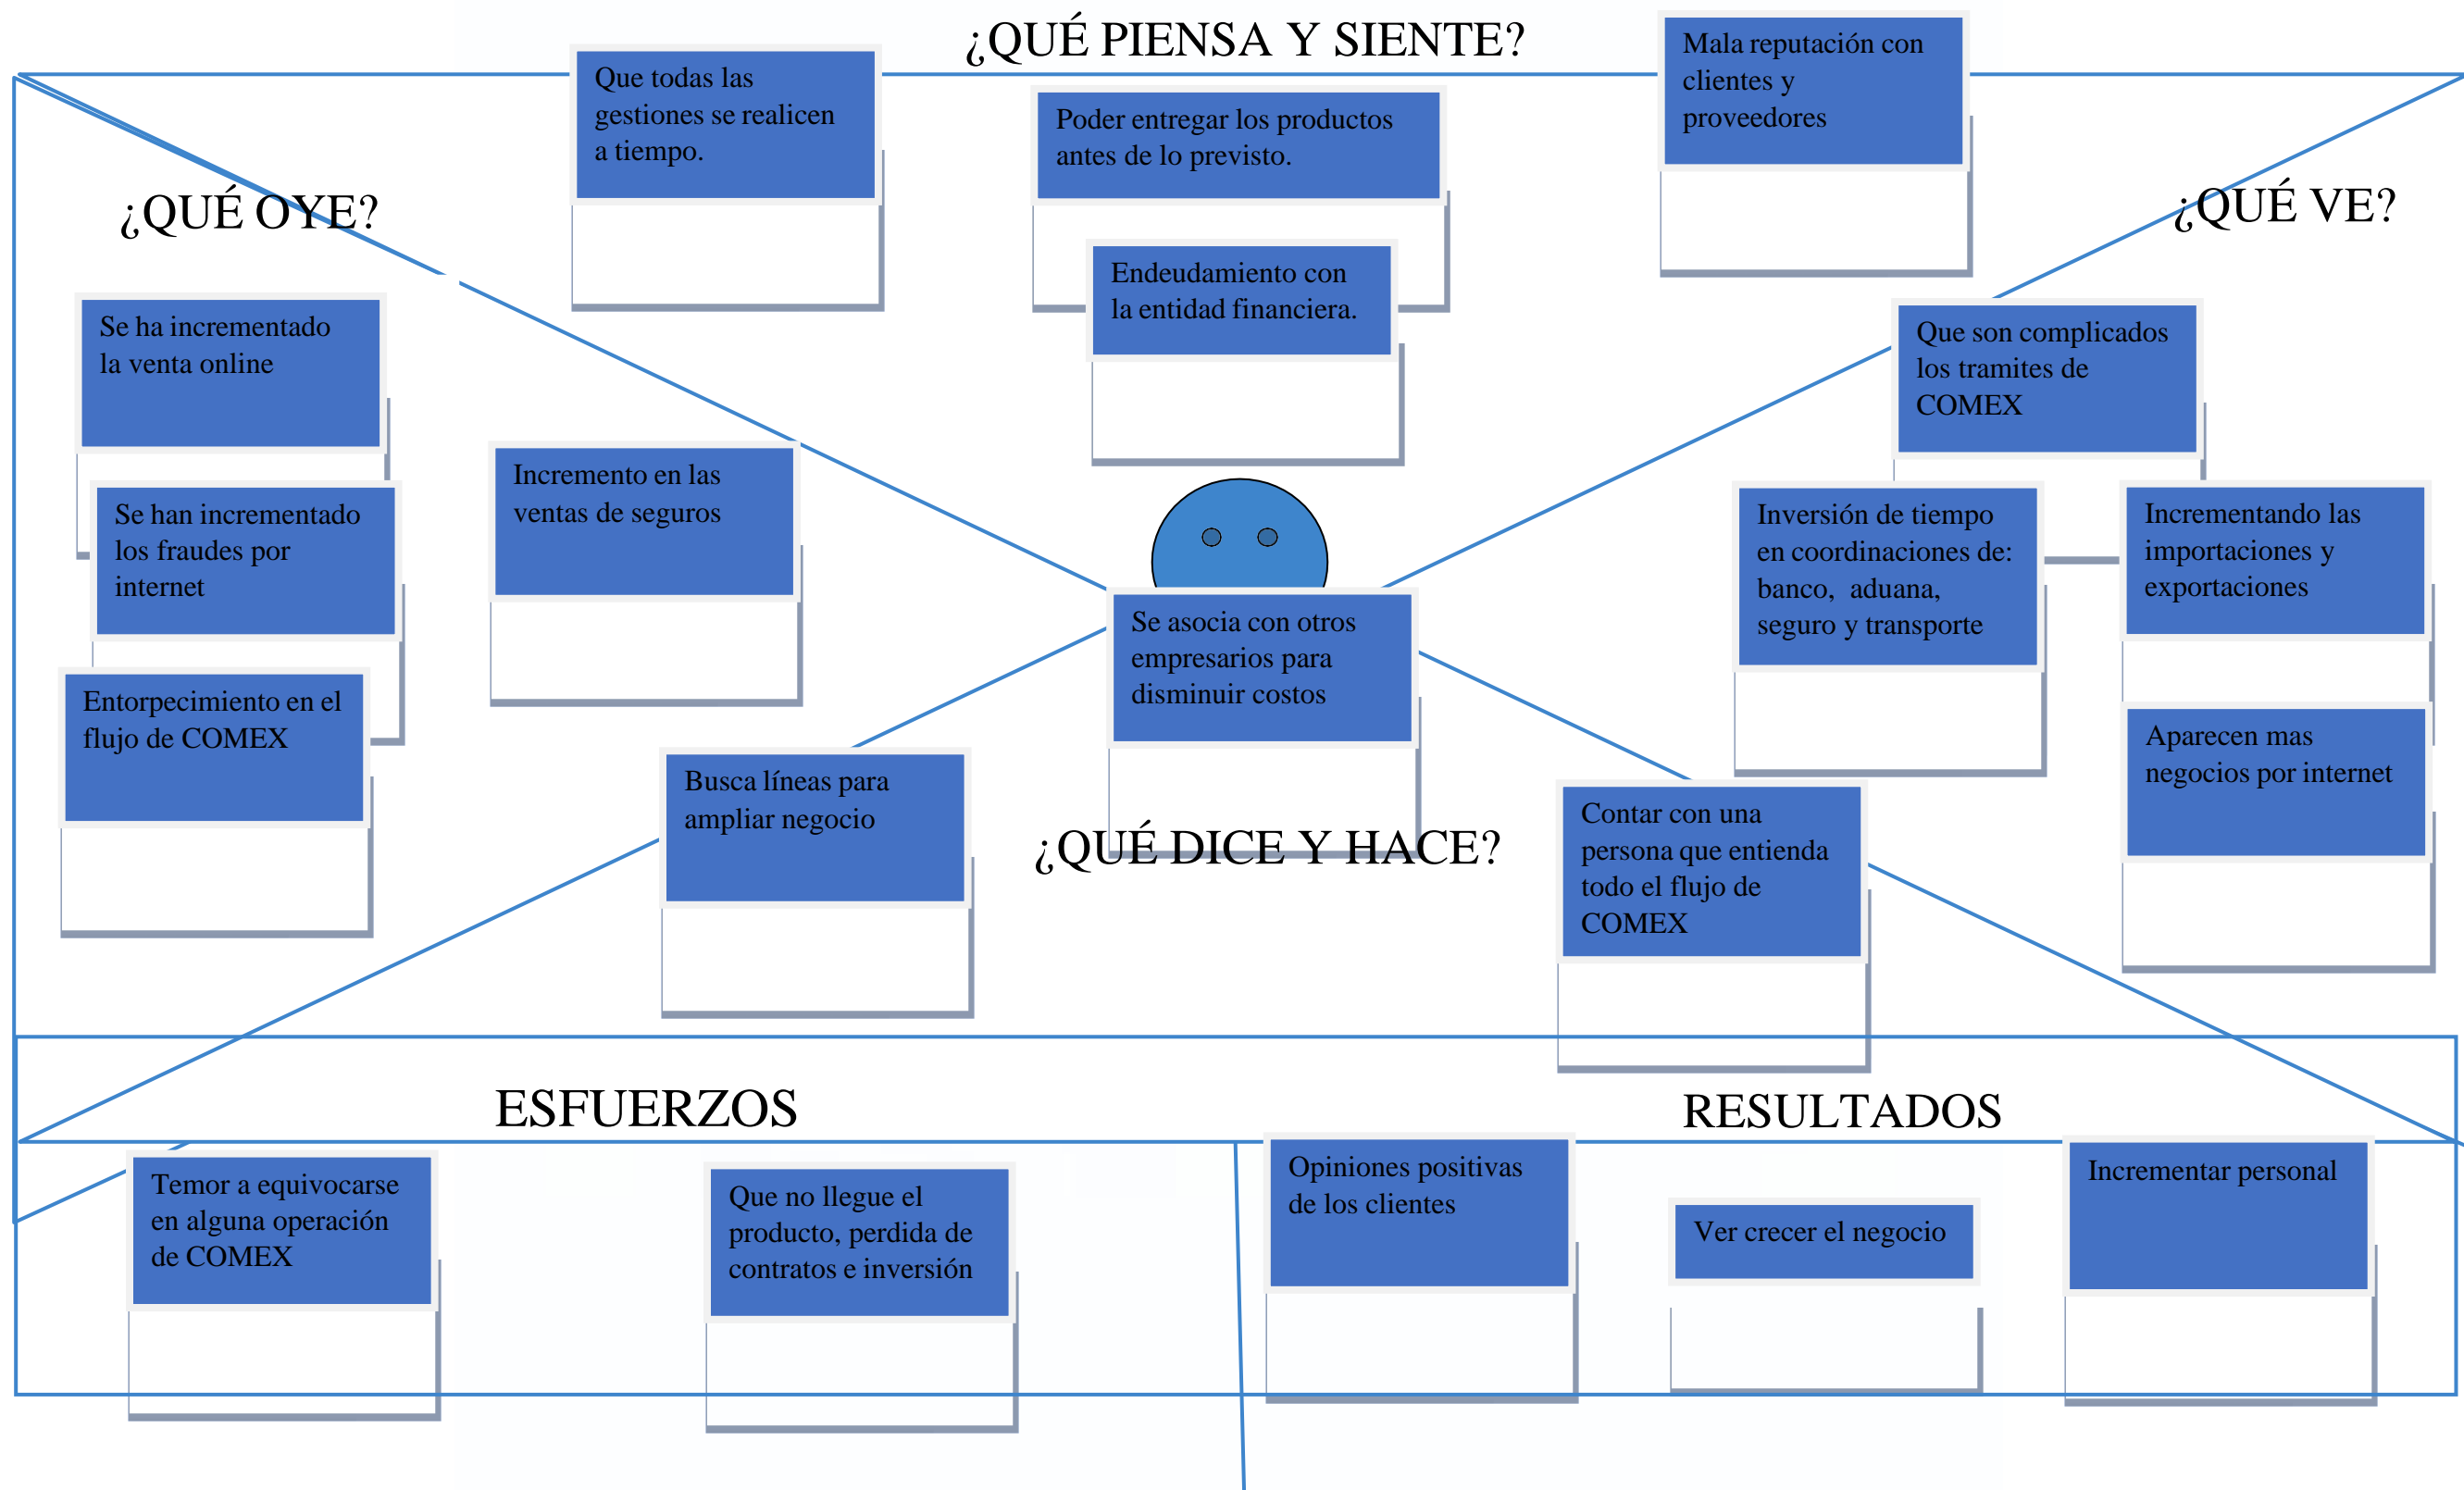 ¿QUÉ PIENSA Y SIENTE?
Que todas las
gestiones se realicen
a tiempo.
Poder entregar los productos
antes de lo previsto.
Mala reputación con
clientes y
proveedores
Endeudamiento con
la entidad financiera.
¿QUÉ OYE?
Se ha incrementado
la venta online
Se han incrementado
los fraudes por
internet
Entorpecimiento en el
flujo de COMEX
Incremento en las
ventas de seguros
¿QUÉ VE?
Que son complicados
los tramites de
COMEX
Inversión de tiempo
en coordinaciones de:
banco, aduana,
seguro y transporte
Incrementando las
importaciones y
exportaciones
Aparecen mas
negocios por internet
Se asocia con otros
empresarios para
disminuir costos
Busca líneas para
ampliar negocio
¿QUÉ DICE Y HACE?
Contar con una
persona que entienda
todo el flujo de
COMEX
ESFUERZOS
Temor a equivocarse
en alguna operación
de COMEX
Que no llegue el
producto, perdida de
contratos e inversión
RESULTADOS
Opiniones positivas
de los clientes
Ver crecer el negocio
Incrementar personal